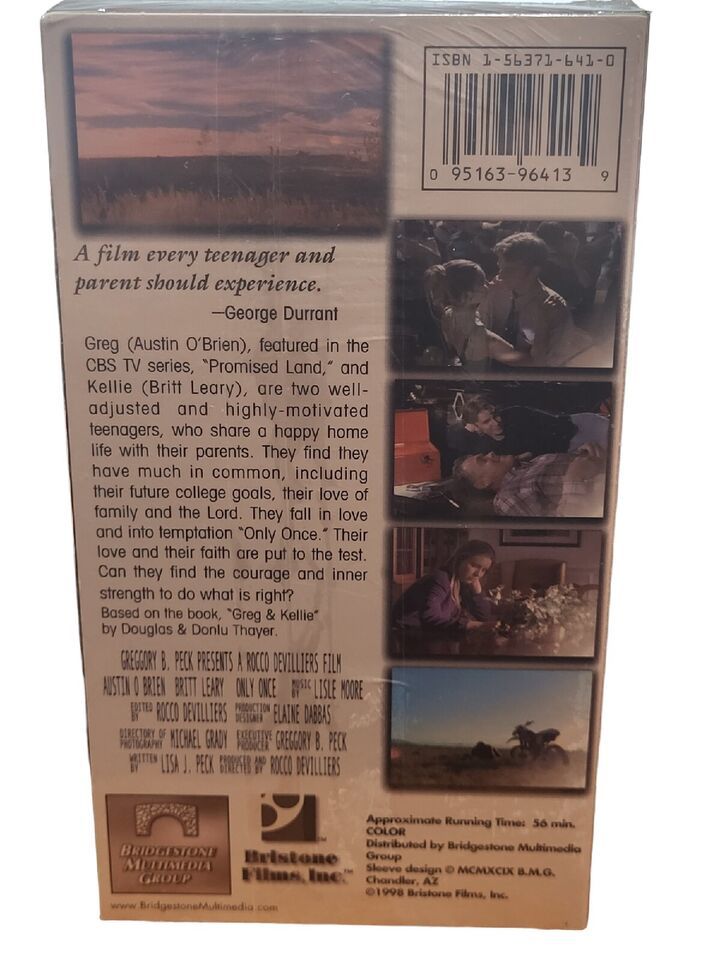 ISBN 1-56371-641-0
0 95163-96413 9
A film every teenager and
parent should experience.
—George Durrant
Greg (Austin O'Brien), featured in the
CBS TV series, "Promised Land," and
Kellie (Britt Leary), are two well-
adjusted and highly-motivated
teenagers, who share a happy home
life with their parents. They find they
have much in common, including
their future college goals, their love of
family and the Lord. They fall in love
and into temptation "Only Once." Their
love and their faith are put to the test.
Can they find the courage and inner
strength to do what is right?
Based on the book, "Greg & Kellie"
by Douglas & Donlu Thayer.
GREGGORY B. PECK PRESENTS A ROCCO DEVILLIERS FILM
AUSTIN O BRIEN BRITT LEARY ONLY ONCE MUSIC BY LISLE MOORE
EDITED BY ROCCO DEVILLIERS PRODUCTION DESIGNER ELAINE DABBAS
DIRECTORY OF PHOTOGRAPHY MICHAEL GRADY EXECUTIVE PRODUCER GREGGORY B. PECK
WRITTEN BY LISA J. PECK PRODUCED AND DIRECTED BY ROCCO DEVILLIERS
BRIDGESTONE
MULTIMEDIA
GROUP
Bristone
Films, Inc.™
www.BridgestoneMultimedia.com
Approximate Running Time: 56 min.
COLOR
Distributed by Bridgestone Multimedia
Group
Sleeve design © MCMXCIX B.M.G.
Chandler, AZ
©1998 Bristone Films, Inc.